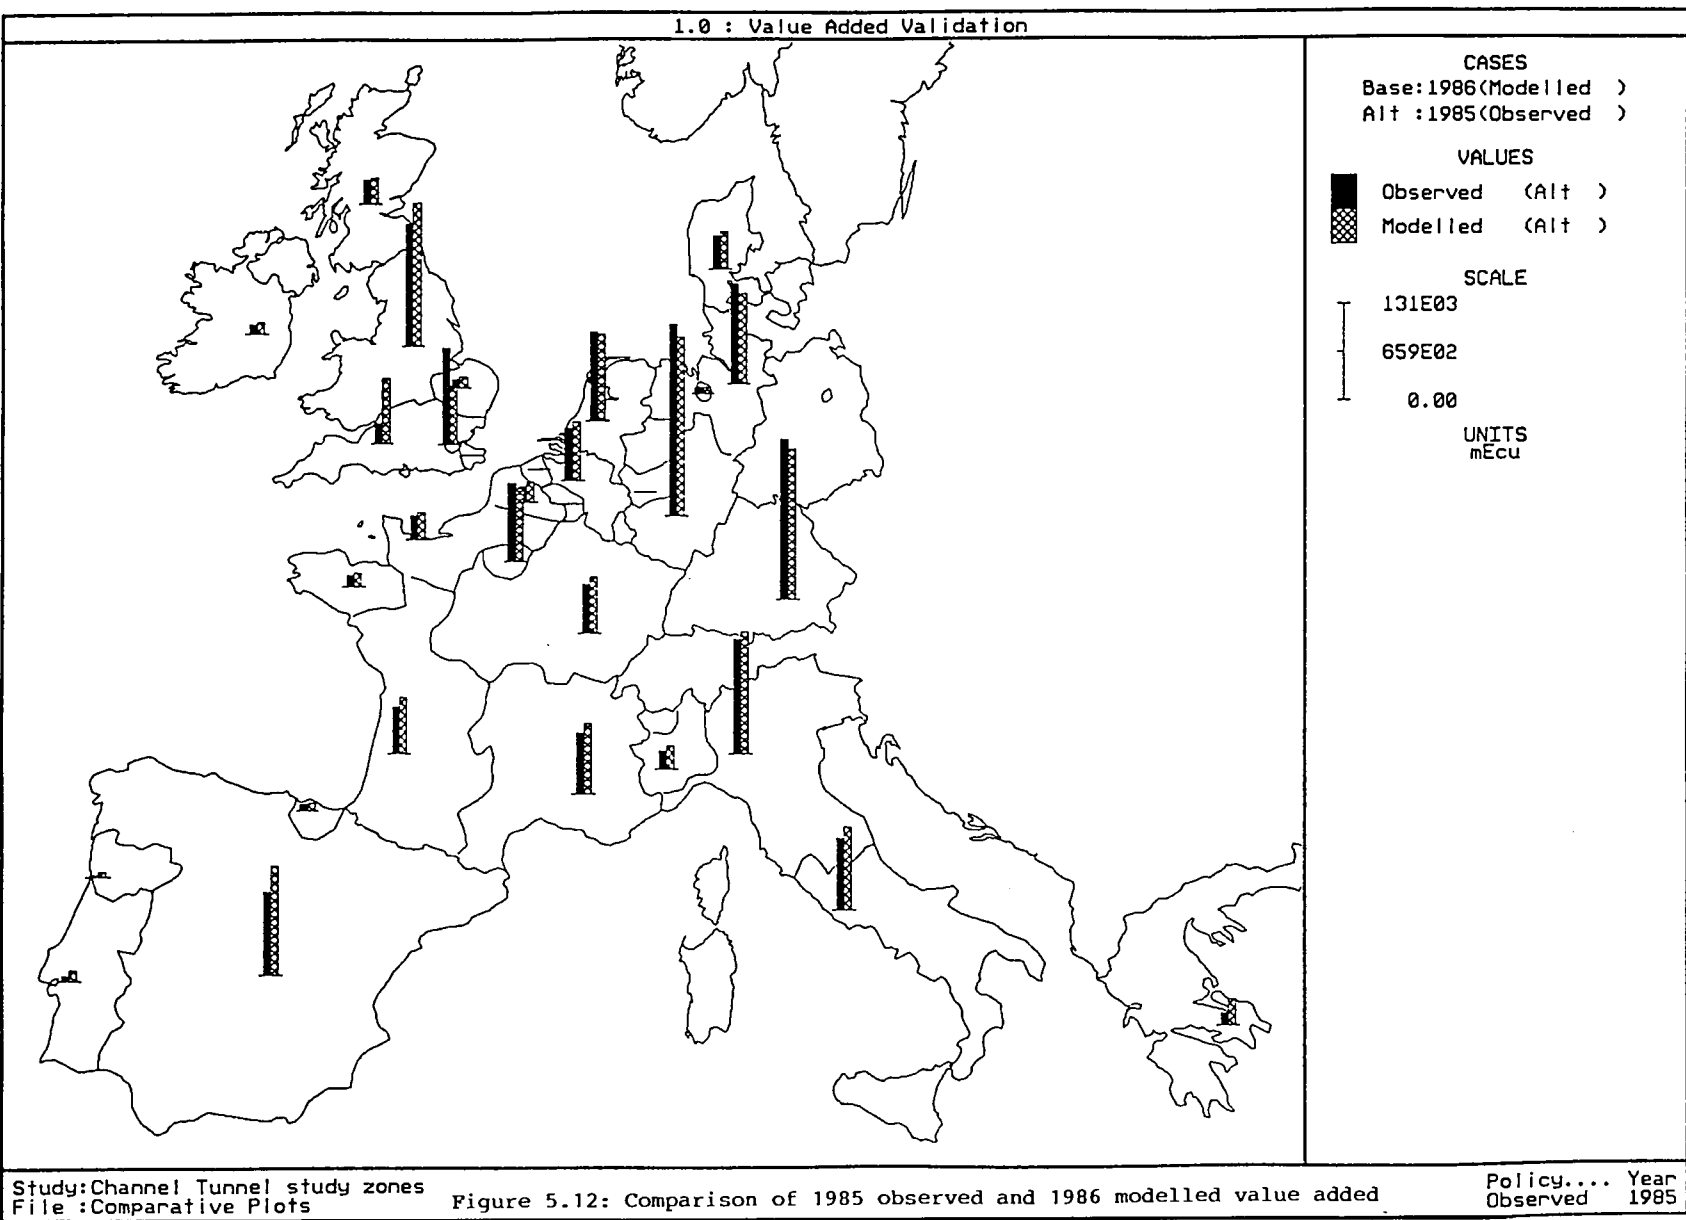 1.0 : Value Added Validation
CASES
Base:1986(Modelled )
Alt :1985(Observed )
VALUES
Observed (Alt )
Modelled (Alt )
SCALE
131E03
659E02
0.00
UNITS
mEcu
Study:Channel Tunnel study zones
File :Comparative Plots
Figure 5.12: Comparison of 1985 observed and 1986 modelled value added
Policy.... Year
Observed 1985